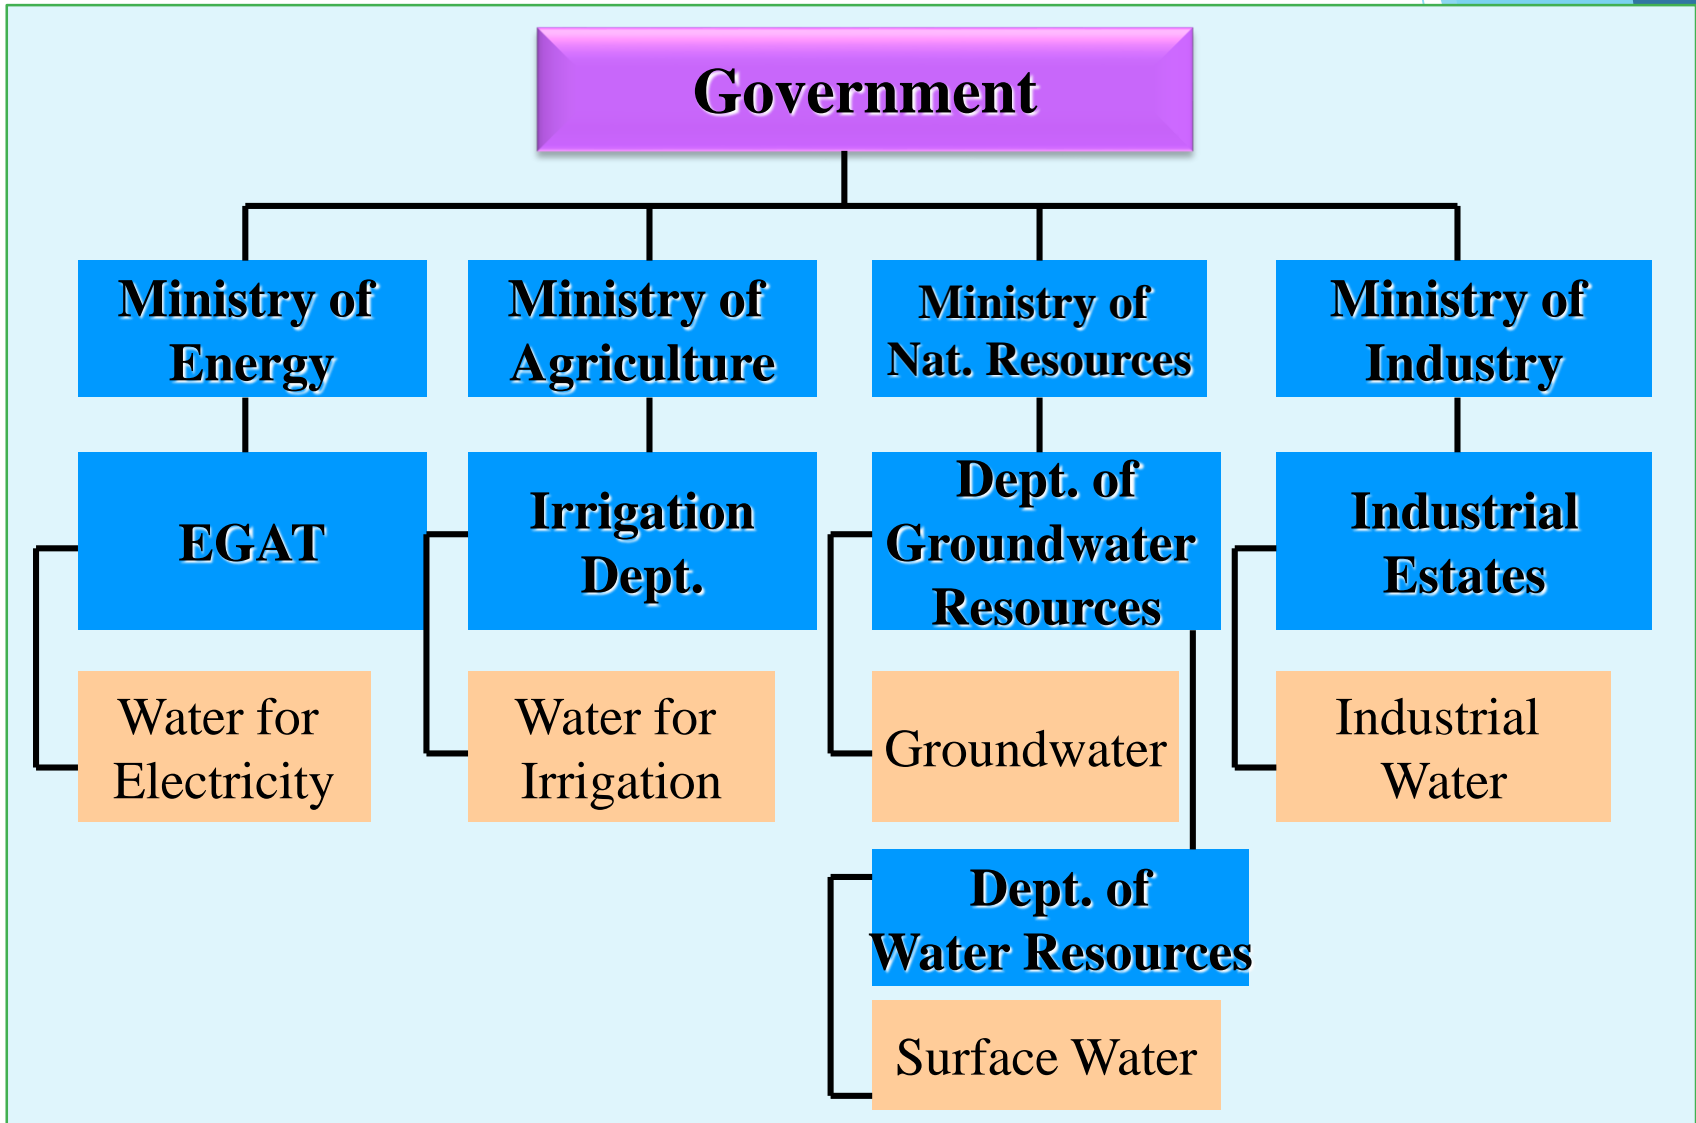 Government
Ministry of
Energy
Ministry of
Agriculture
Ministry of
Nat. Resources
Ministry of
Industry
EGAT
Irrigation
Dept.
Dept. of
Groundwater
Resources
Industrial
Estates
Water for
Electricity
Water for
Irrigation
Groundwater
Industrial
Water
Dept. of
Water Resources
Surface Water